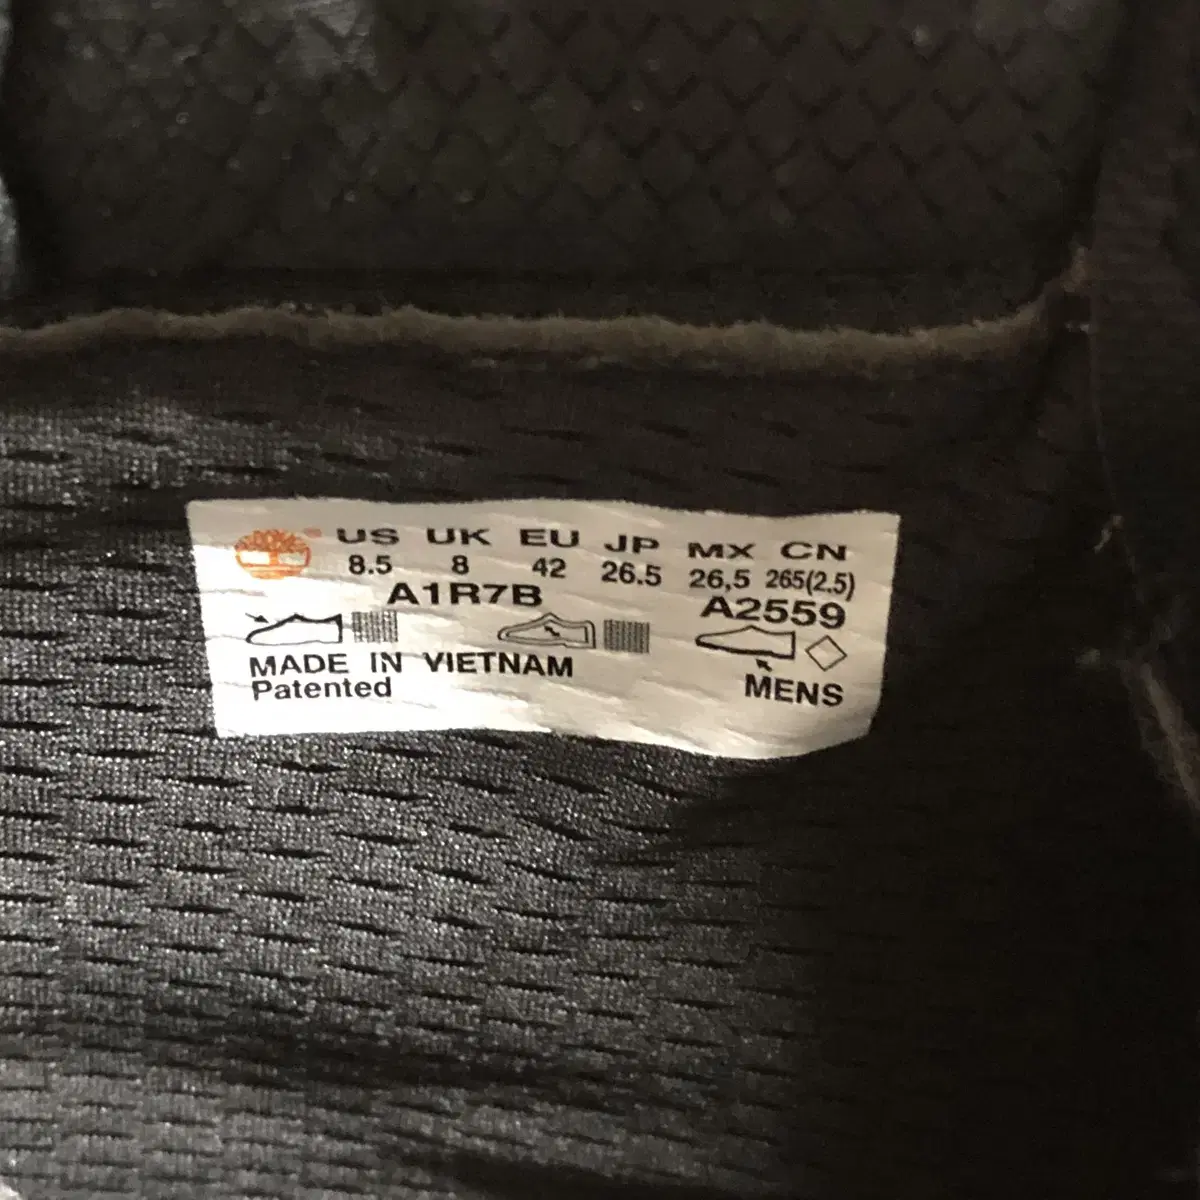 US UK EU JP MX CN
8.5 8 42 26.5 26,5 265(2.5)
A1R7B A2559
MADE IN VIETNAM
Patented MENS